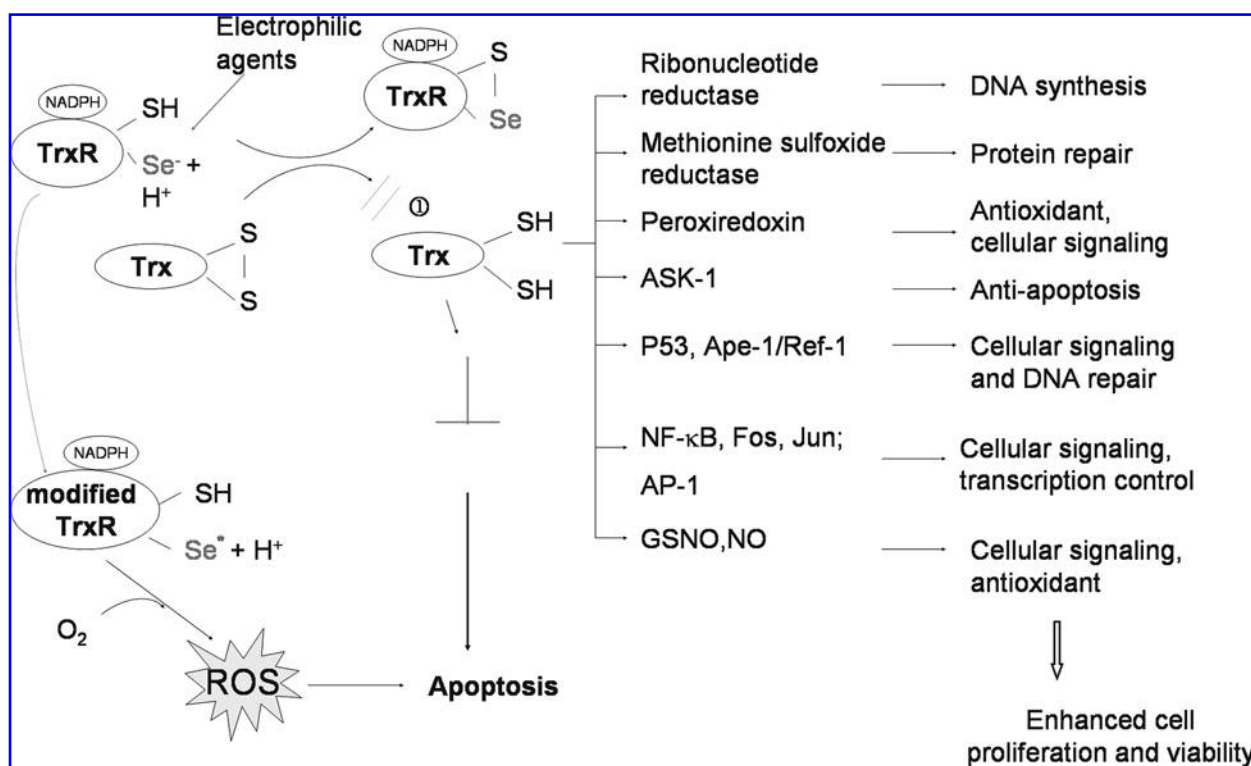 Electrophilic
agents
NADPH
TrxR
SH
Se⁻ +
H⁺
Trx
S
S
NADPH
TrxR
S
Se
①
Trx
SH
SH
Ribonucleotide
reductase
DNA synthesis
Methionine sulfoxide
reductase
Protein repair
Peroxiredoxin
Antioxidant,
cellular signaling
ASK-1
Anti-apoptosis
P53, Ape-1/Ref-1
Cellular signaling
and DNA repair
NF-κB, Fos, Jun;
AP-1
Cellular signaling,
transcription control
GSNO,NO
Cellular signaling,
antioxidant
Enhanced cell
proliferation and viability
NADPH
modified
TrxR
SH
Se* + H⁺
O₂
ROS
Apoptosis